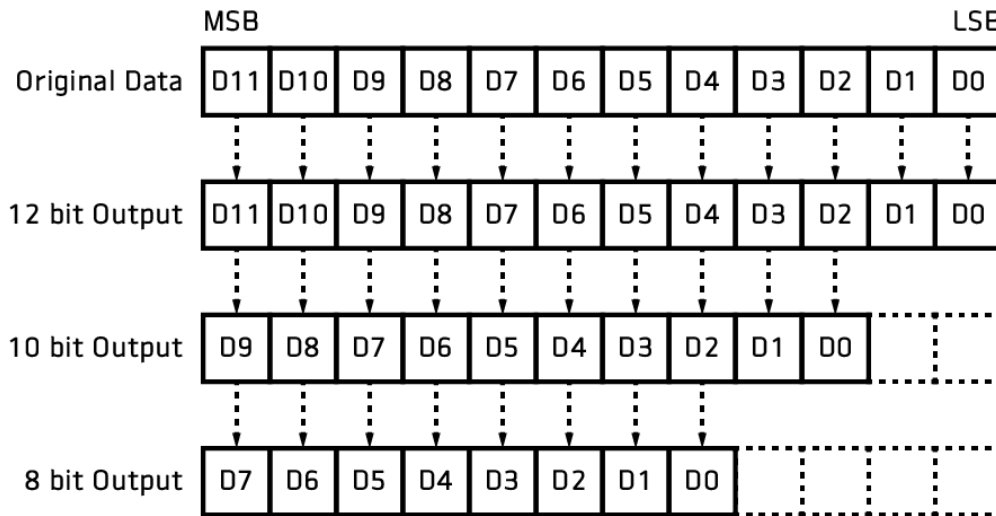 MSB LSB
Original Data D11 D10 D9 D8 D7 D6 D5 D4 D3 D2 D1 D0
12 bit Output D11 D10 D9 D8 D7 D6 D5 D4 D3 D2 D1 D0
10 bit Output D9 D8 D7 D6 D5 D4 D3 D2 D1 D0
8 bit Output D7 D6 D5 D4 D3 D2 D1 D0